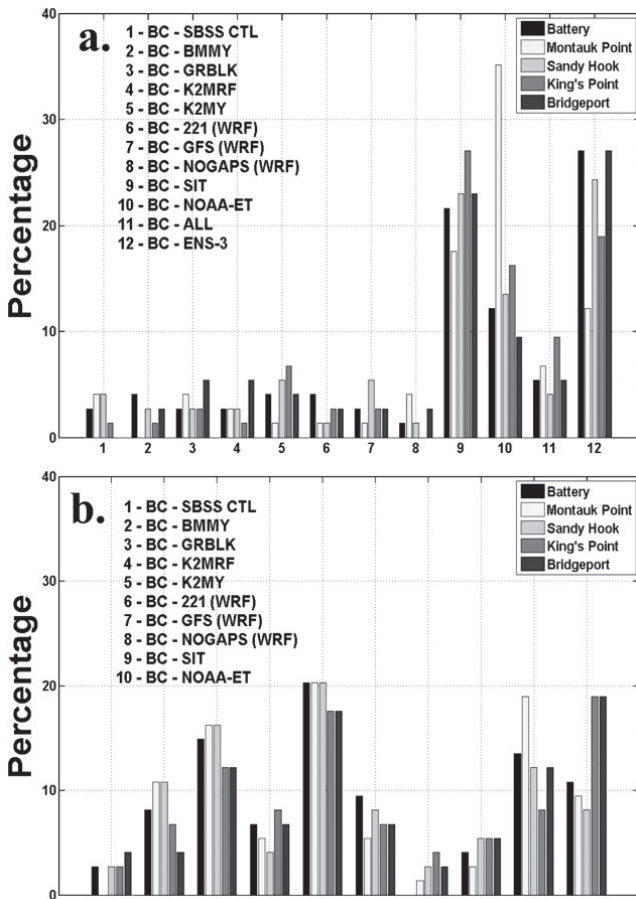 a.
1 - BC - SBSS CTL
2 - BC - BMMY
3 - BC - GRBLK
4 - BC - K2MRF
5 - BC - K2MY
6 - BC - 221 (WRF)
7 - BC - GFS (WRF)
8 - BC - NOGAPS (WRF)
9 - BC - SIT
10 - BC - NOAA-ET
11 - BC - ALL
12 - BC - ENS-3
Battery
Montauk Point
Sandy Hook
King's Point
Bridgeport
Percentage
40
30
20
10
0
1 2 3 4 5 6 7 8 9 10 11 12
b.
1 - BC - SBSS CTL
2 - BC - BMMY
3 - BC - GRBLK
4 - BC - K2MRF
5 - BC - K2MY
6 - BC - 221 (WRF)
7 - BC - GFS (WRF)
8 - BC - NOGAPS (WRF)
9 - BC - SIT
10 - BC - NOAA-ET
Battery
Montauk Point
Sandy Hook
King's Point
Bridgeport
Percentage
40
30
20
10
0